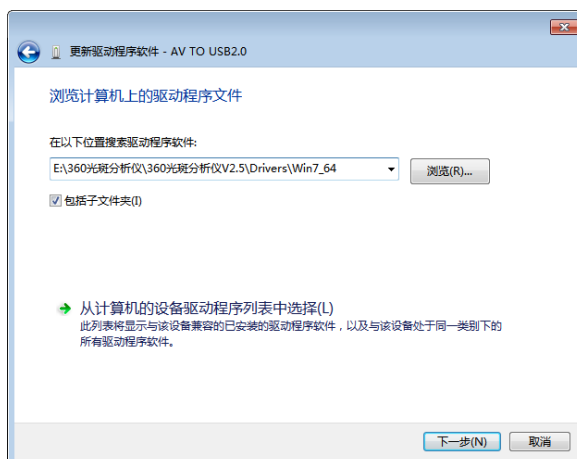 更新驱动程序软件 - AV TO USB2.0
浏览计算机上的驱动程序文件
在以下位置搜索驱动程序软件:
E:\360光斑分析仪\360光斑分析仪V2.5\Drivers\Win7_64
浏览(R)...
包括子文件夹(I)
从计算机的设备驱动程序列表中选择(L)
此列表将显示与该设备兼容的已安装的驱动程序软件，以及与该设备处于同一类别下的
所有驱动程序软件。
下一步(N)
取消